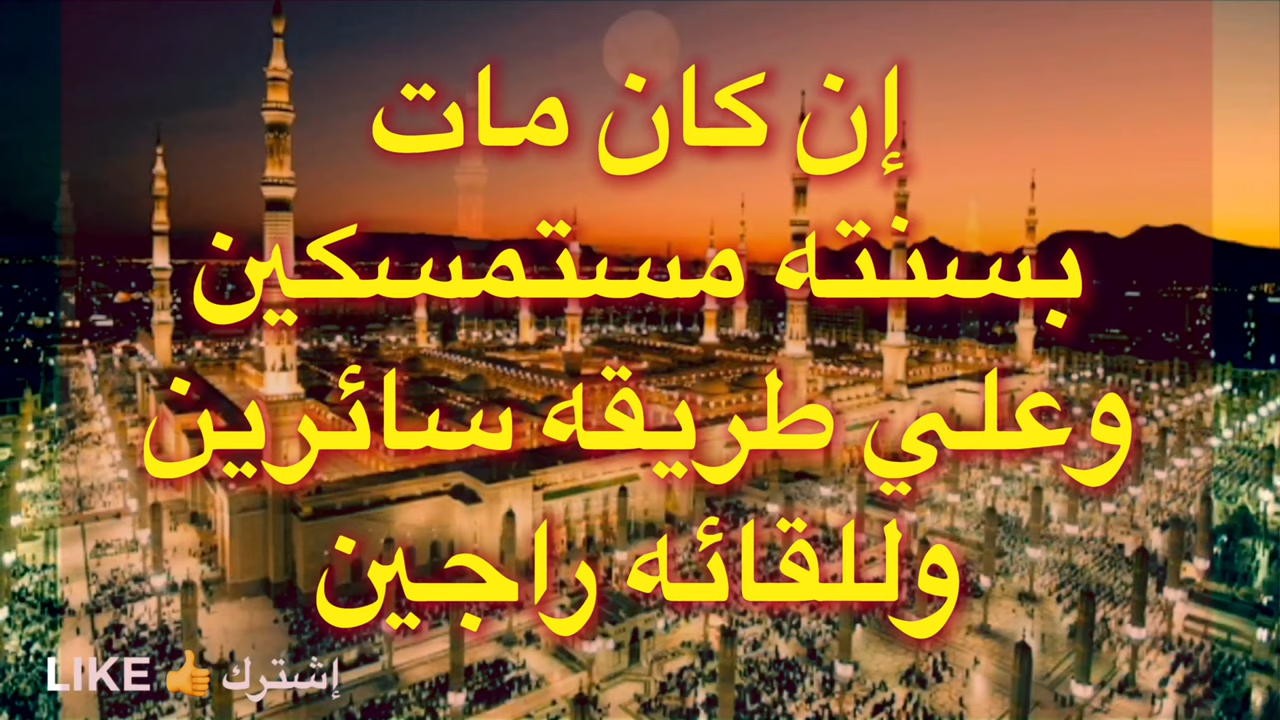 إن كان مات
بسنته مستمسكين
وعلي طريقه سائرين
وللقائه راجين
LIKE 👍 إشترك